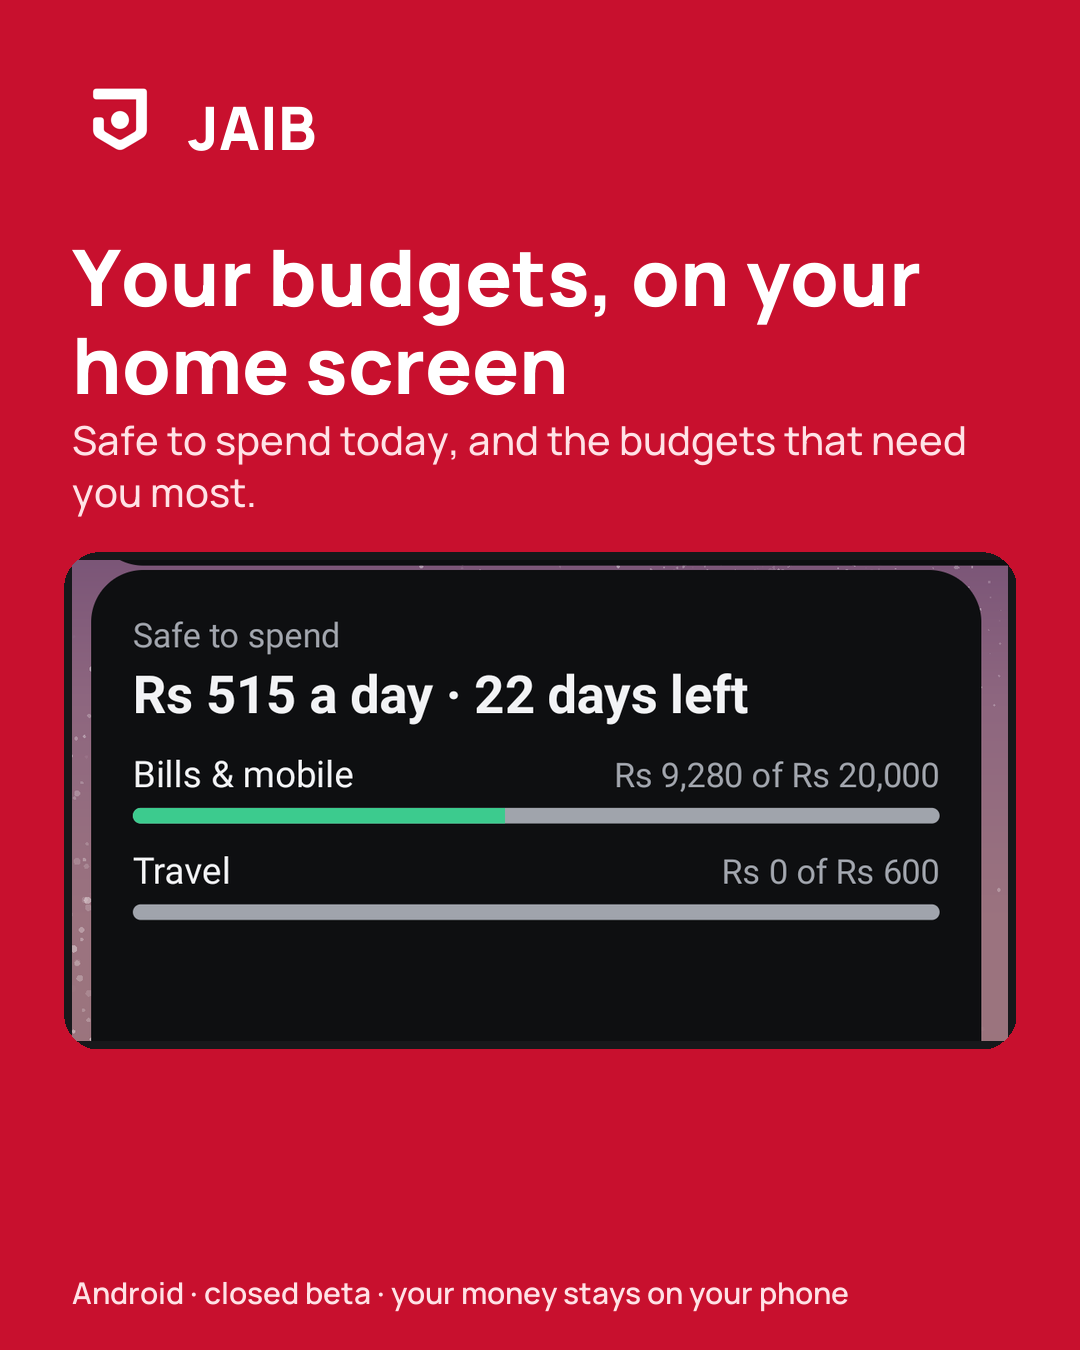 JAIB
Your budgets, on your
home screen
Safe to spend today, and the budgets that need
you most.
Safe to spend
Rs 515 a day · 22 days left
Bills & mobile Rs 9,280 of Rs 20,000
Travel Rs 0 of Rs 600
Android · closed beta · your money stays on your phone